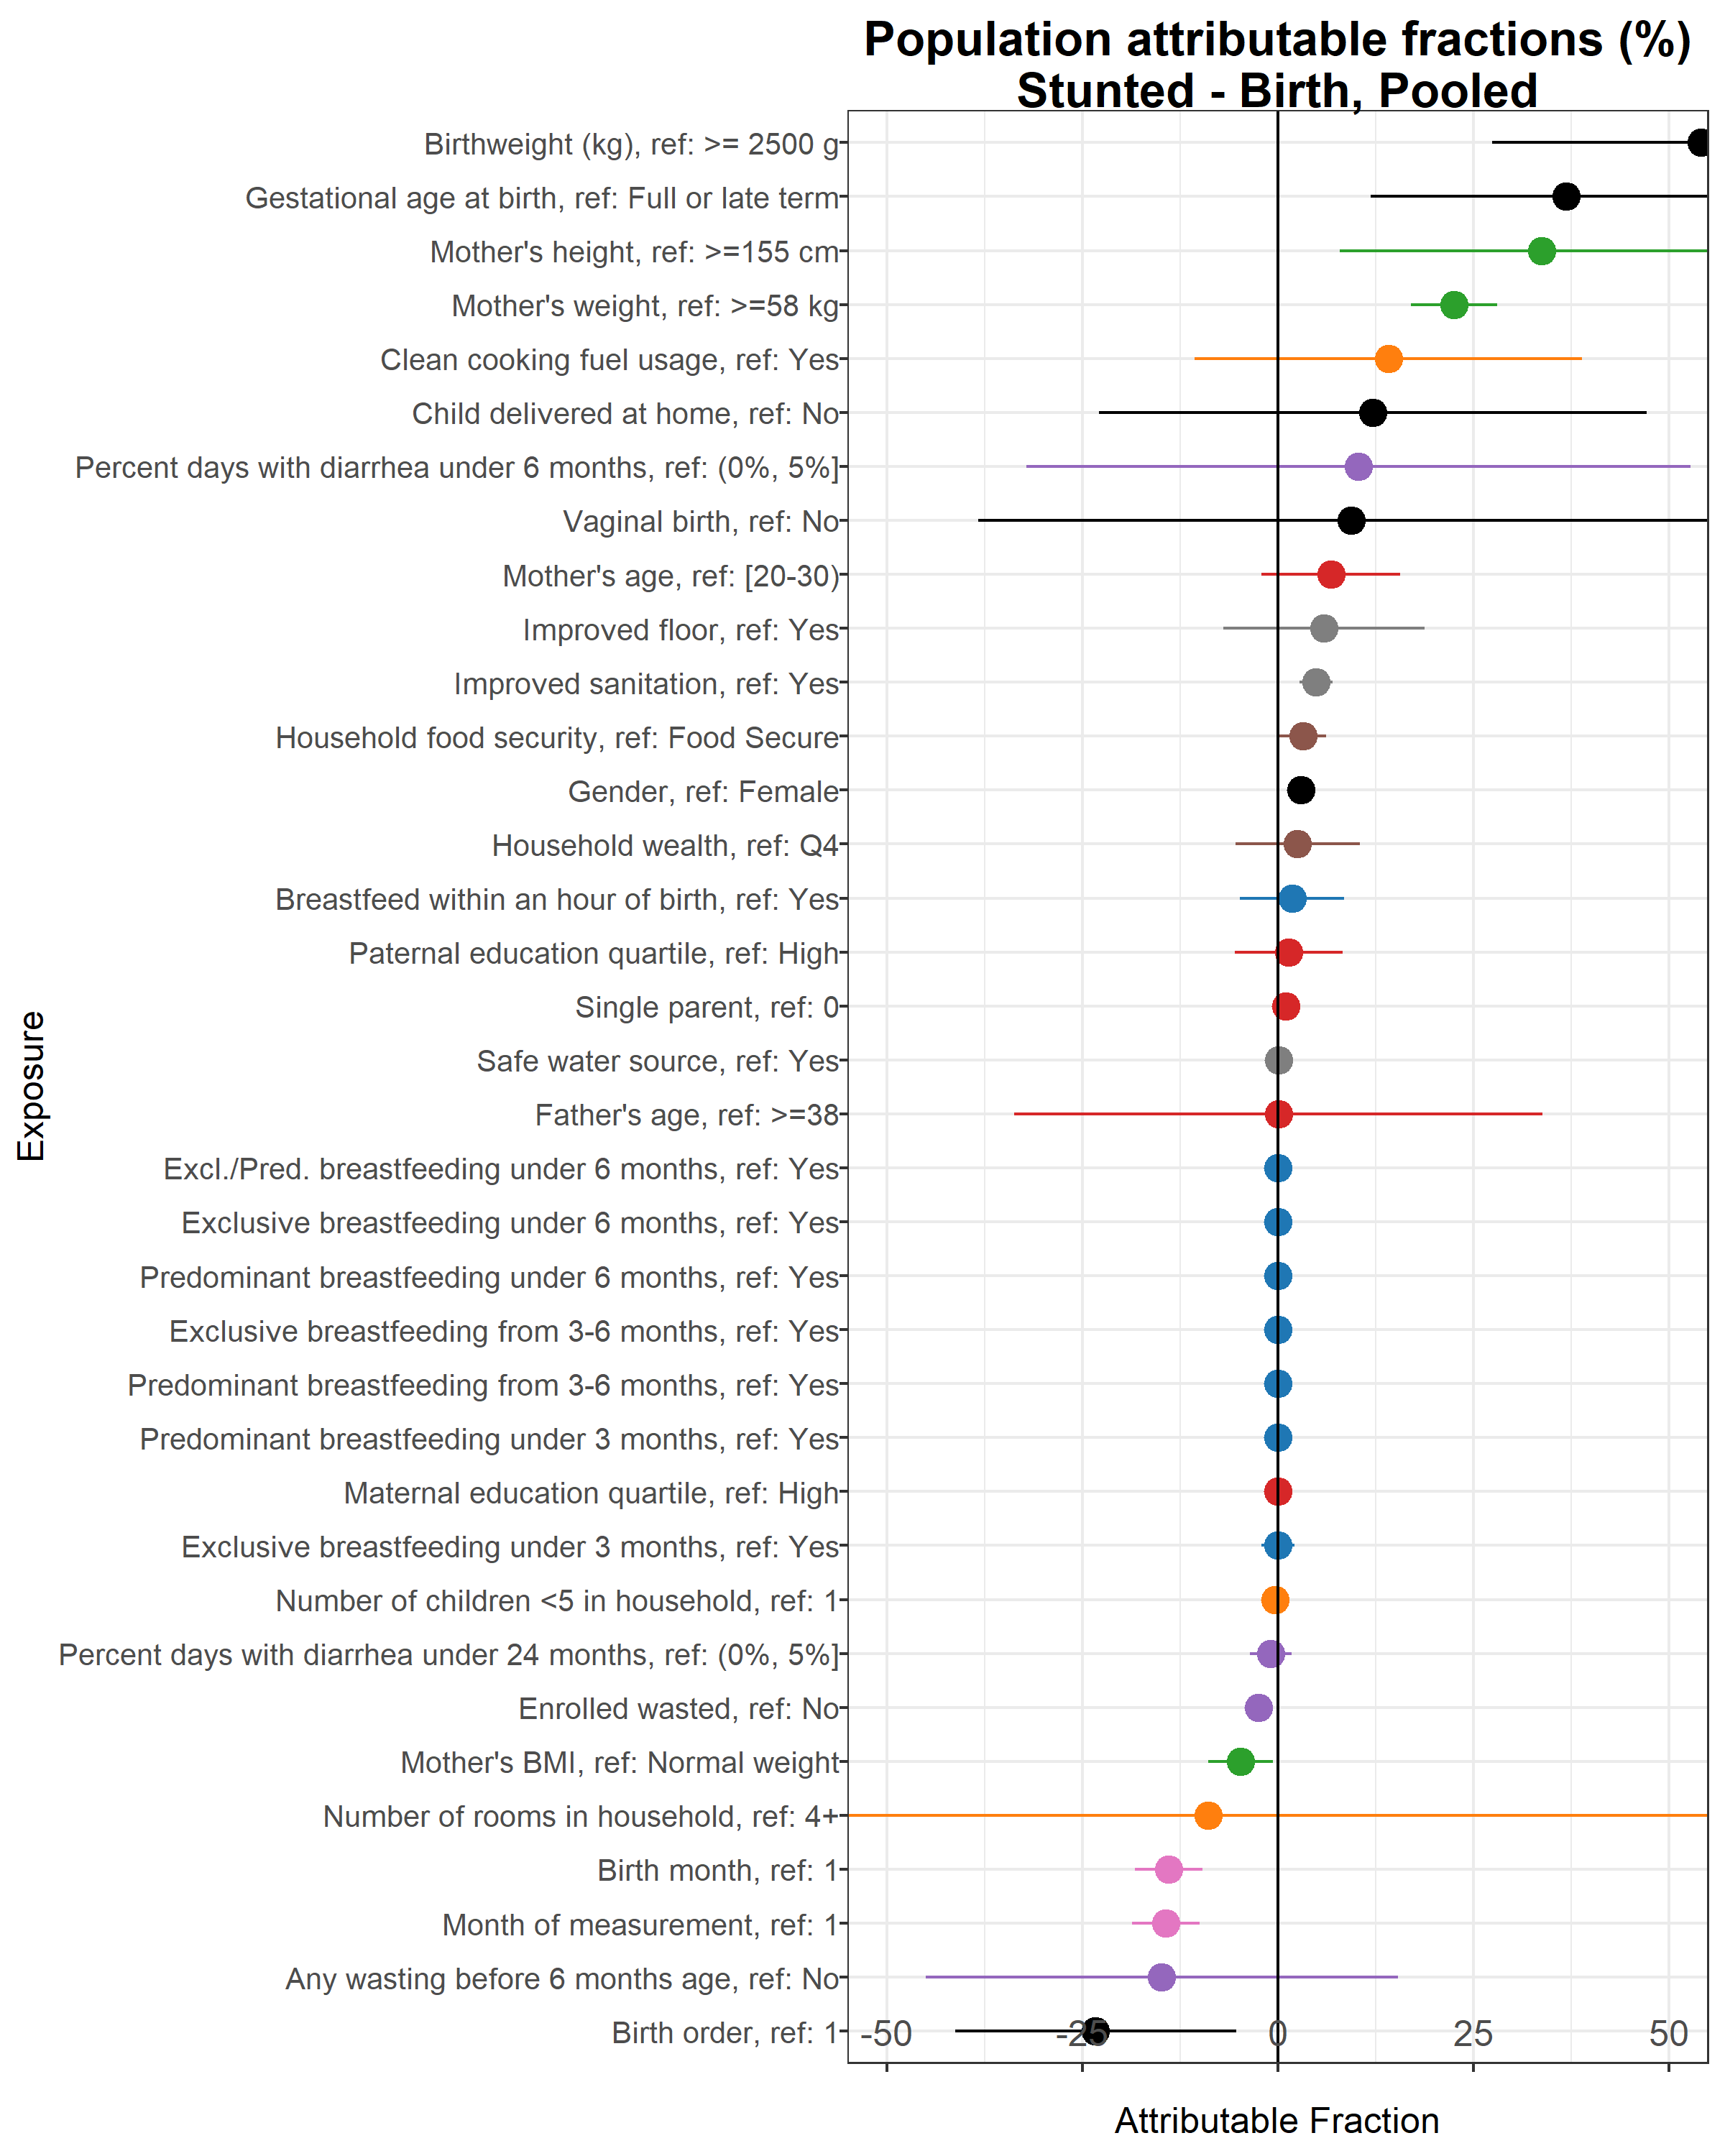 Population attributable fractions (%)
Stunted - Birth, Pooled
Birthweight (kg), ref: >= 2500 g
Gestational age at birth, ref: Full or late term
Mother's height, ref: >=155 cm
Mother's weight, ref: >=58 kg
Clean cooking fuel usage, ref: Yes
Child delivered at home, ref: No
Percent days with diarrhea under 6 months, ref: (0%, 5%]
Vaginal birth, ref: No
Mother's age, ref: [20-30)
Improved floor, ref: Yes
Improved sanitation, ref: Yes
Household food security, ref: Food Secure
Gender, ref: Female
Household wealth, ref: Q4
Breastfeed within an hour of birth, ref: Yes
Paternal education quartile, ref: High
Single parent, ref: 0
Safe water source, ref: Yes
Father's age, ref: >=38
Excl./Pred. breastfeeding under 6 months, ref: Yes
Exclusive breastfeeding under 6 months, ref: Yes
Predominant breastfeeding under 6 months, ref: Yes
Exclusive breastfeeding from 3-6 months, ref: Yes
Predominant breastfeeding from 3-6 months, ref: Yes
Predominant breastfeeding under 3 months, ref: Yes
Maternal education quartile, ref: High
Exclusive breastfeeding under 3 months, ref: Yes
Number of children <5 in household, ref: 1
Percent days with diarrhea under 24 months, ref: (0%, 5%]
Enrolled wasted, ref: No
Mother's BMI, ref: Normal weight
Number of rooms in household, ref: 4+
Birth month, ref: 1
Month of measurement, ref: 1
Any wasting before 6 months age, ref: No
Birth order, ref: 1
Exposure
-50 -25 0 25 50
Attributable Fraction